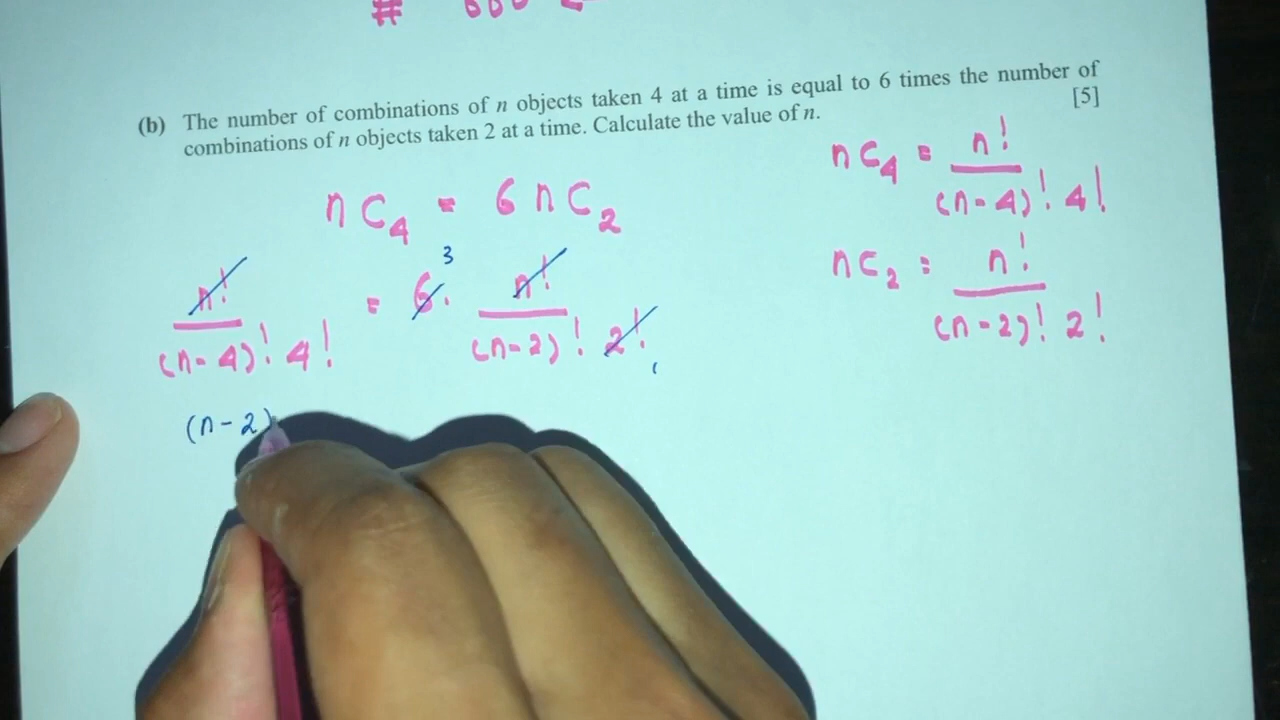 (b) The number of combinations of n objects taken 4 at a time is equal to 6 times the number of
combinations of n objects taken 2 at a time. Calculate the value of n. [5]
nC₄ = 6 nC₂
nC₄ = n! / (n-4)! 4!
n! / (n-4)! 4! = 6. 3 n! / (n-2)! 2! 1
nC₂ = n! / (n-2)! 2!
(n-2)